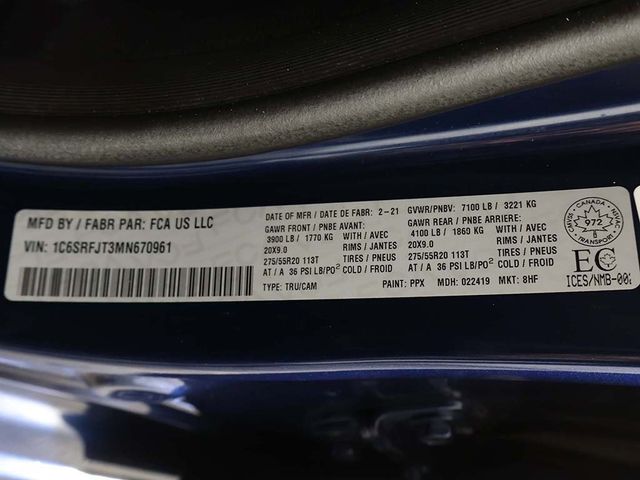 MFD BY / FABR PAR: FCA US LLC
VIN: 1C6SRFJT3MN670961
DATE OF MFR / DATE DE FABR: 2-21
GAWR FRONT / PNBE AVANT:
3900 LB / 1770 KG WITH / AVEC
20X9.0 RIMS / JANTES
275/55R20 113T TIRES / PNEUS
AT / A 36 PSI LB/PO² COLD / FROID
TYPE: TRU/CAM
GVWR/PNBV: 7100 LB / 3221 KG
GAWR REAR / PNBE ARRIERE:
4100 LB / 1860 KG WITH / AVEC
20X9.0 RIMS / JANTES
275/55R20 113T TIRES / PNEUS
AT / A 36 PSI LB/PO² COLD / FROID
PAINT: PPX MDH: 022419 MKT: 8HF
CANADA
CMVSS NSVAC
972
6
TRANSPORT
EC
ICES/NMB-00